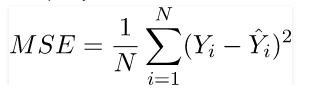 MSE = \frac{1}{N} \sum_{i=1}^{N} (Y_i - \hat{Y}_i)^2